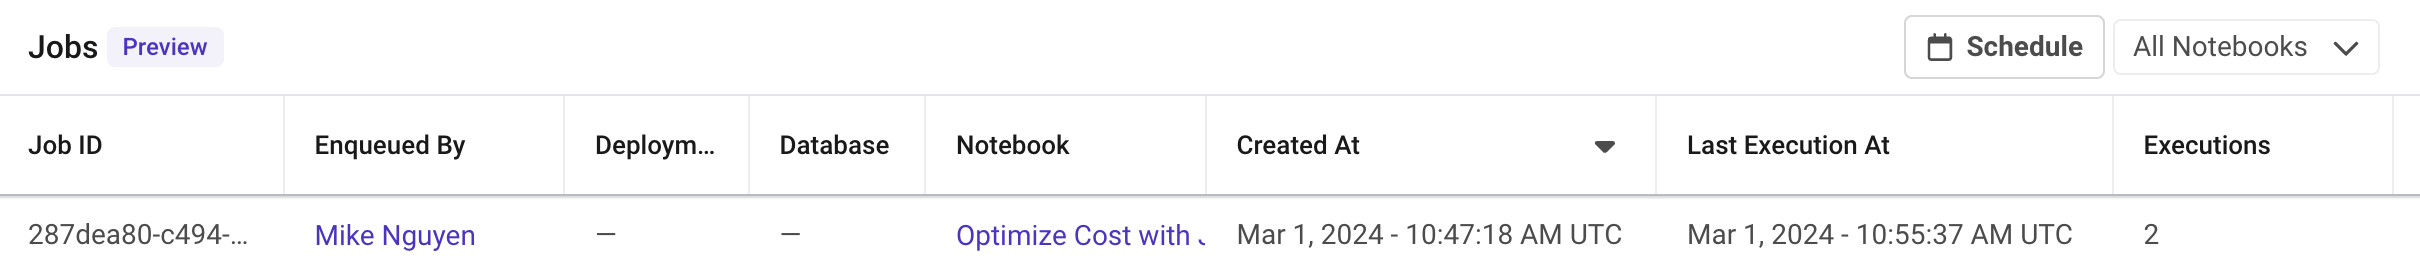 Jobs Preview Schedule All Notebooks
Job ID Enqueued By Deploym... Database Notebook Created At Last Execution At Executions
287dea80-c494-... Mike Nguyen — — Optimize Cost with Mar 1, 2024 - 10:47:18 AM UTC Mar 1, 2024 - 10:55:37 AM UTC 2